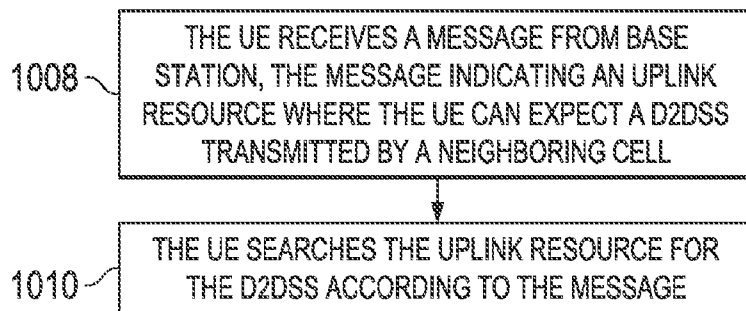 THE UE RECEIVES A MESSAGE FROM BASE
1008
STATION, THE MESSAGE INDICATING AN UPLINK
RESOURCE WHERE THE UE CAN EXPECT A D2DSS
TRANSMITTED BY A NEIGHBORING CELL
THE UE SEARCHES THE UPLINK RESOURCE FOR
1010
THE D2DSS ACCORDING TO THE MESSAGE